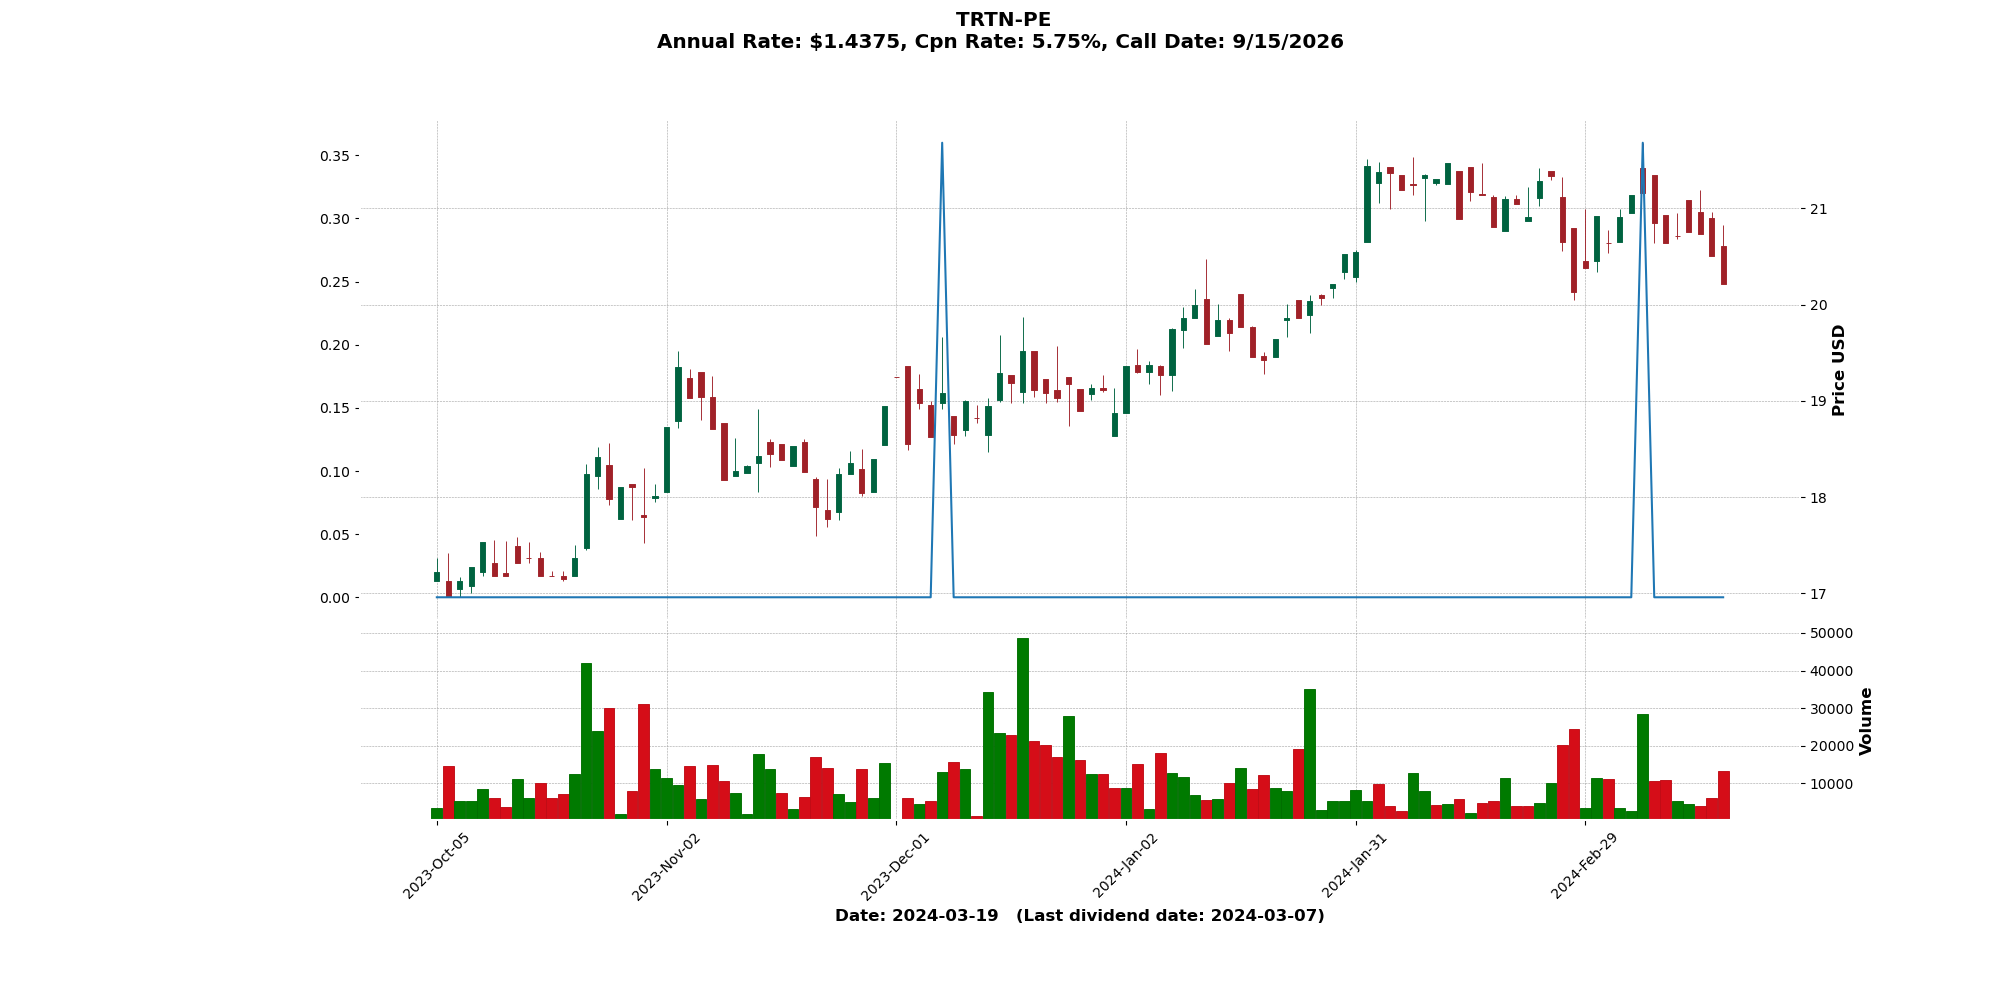 TRTN-PE
Annual Rate: $1.4375, Cpn Rate: 5.75%, Call Date: 9/15/2026
0.35
0.30
0.25
0.20
0.15
0.10
0.05
0.00
21
20
19
18
17
Price USD
50000
40000
30000
20000
10000
Volume
2023-Oct-05
2023-Nov-02
2023-Dec-01
2024-Jan-02
2024-Jan-31
2024-Feb-29
Date: 2024-03-19 (Last dividend date: 2024-03-07)